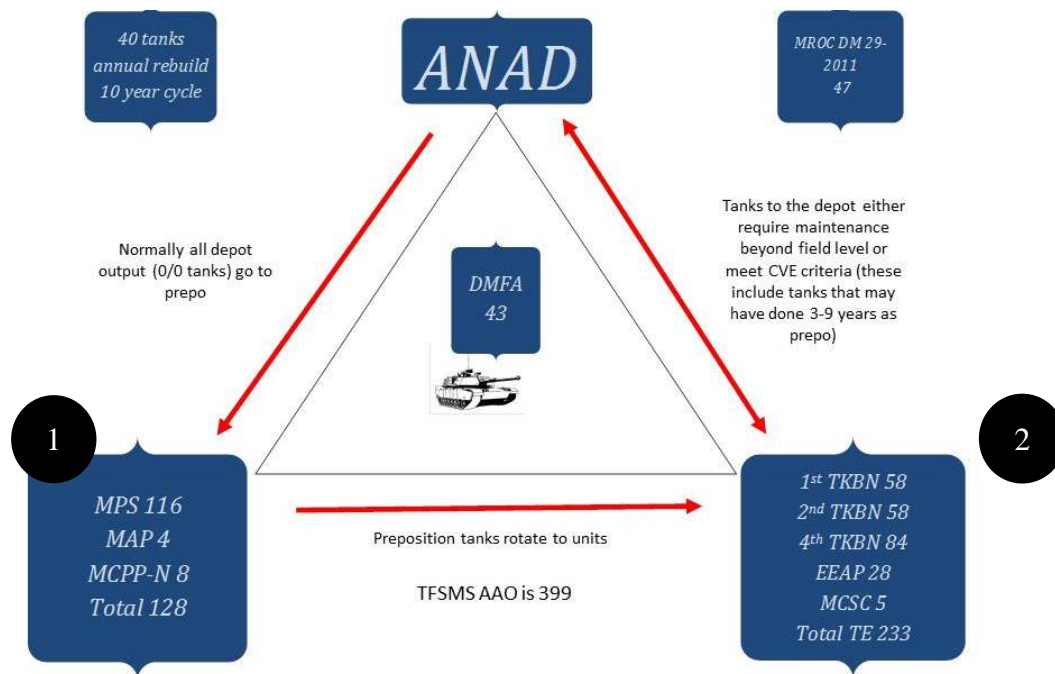 40 tanks
annual rebuild
10 year cycle
ANAD
MROC DM 29-
2011
47
Normally all depot
output (0/0 tanks) go to
prepo
DMFA
43
Tanks to the depot either
require maintenance
beyond field level or
meet CVE criteria (these
include tanks that may
have done 3-9 years as
prepo)
1
MPS 116
MAP 4
MCPP-N 8
Total 128
Preposition tanks rotate to units
TFSMS AAO is 399
2
1st TKBN 58
2nd TKBN 58
4th TKBN 84
EEAP 28
MCSC 5
Total TE 233